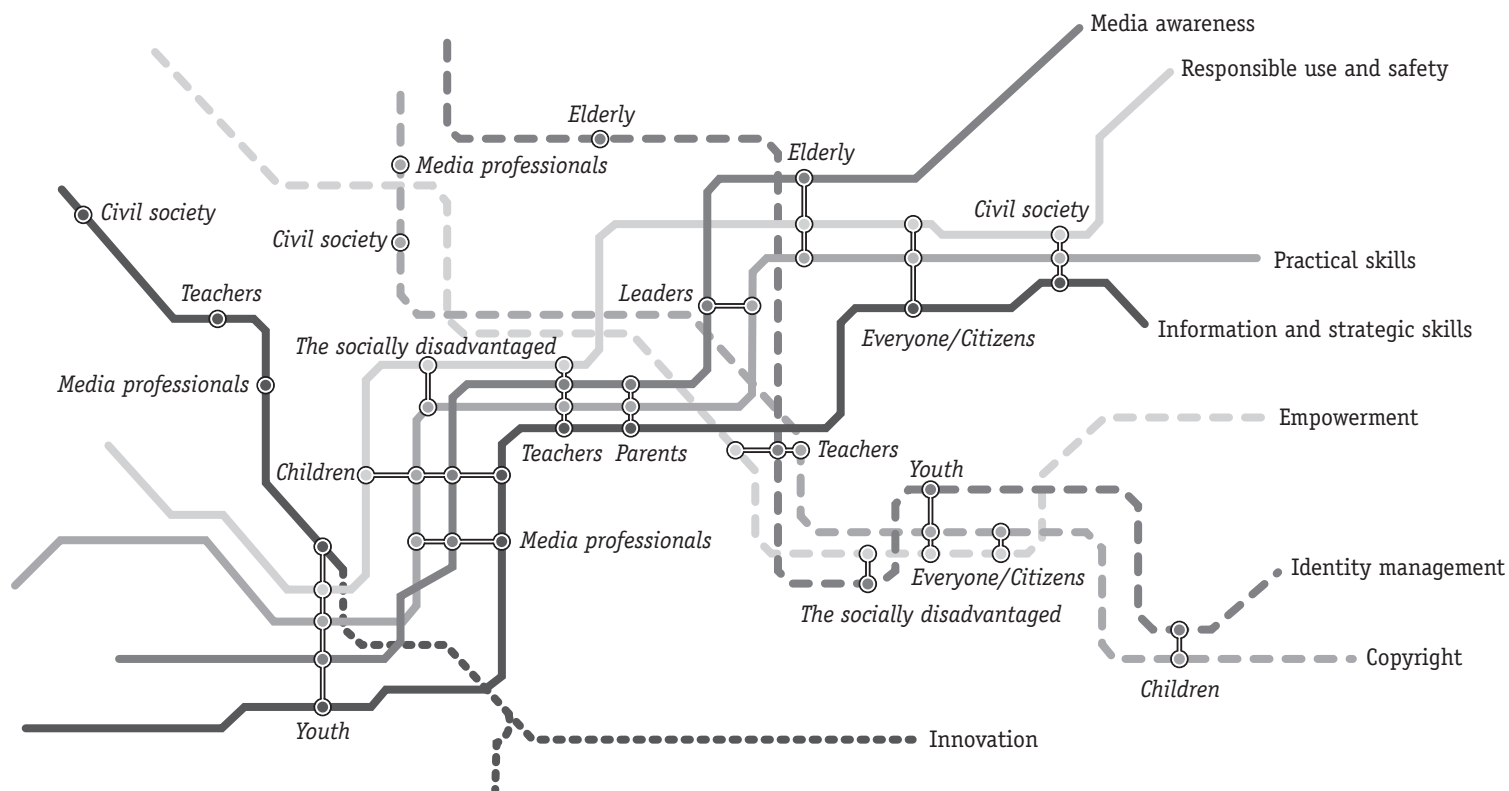 Media awareness
Responsible use and safety
Elderly
Elderly
Media professionals
Civil society
Civil society
Civil society
Practical skills
Teachers
Leaders
Information and strategic skills
Everyone/Citizens
The socially disadvantaged
Media professionals
Empowerment
Teachers
Parents
Teachers
Children
Youth
Media professionals
Everyone/Citizens
Identity management
The socially disadvantaged
Copyright
Children
Youth
Innovation